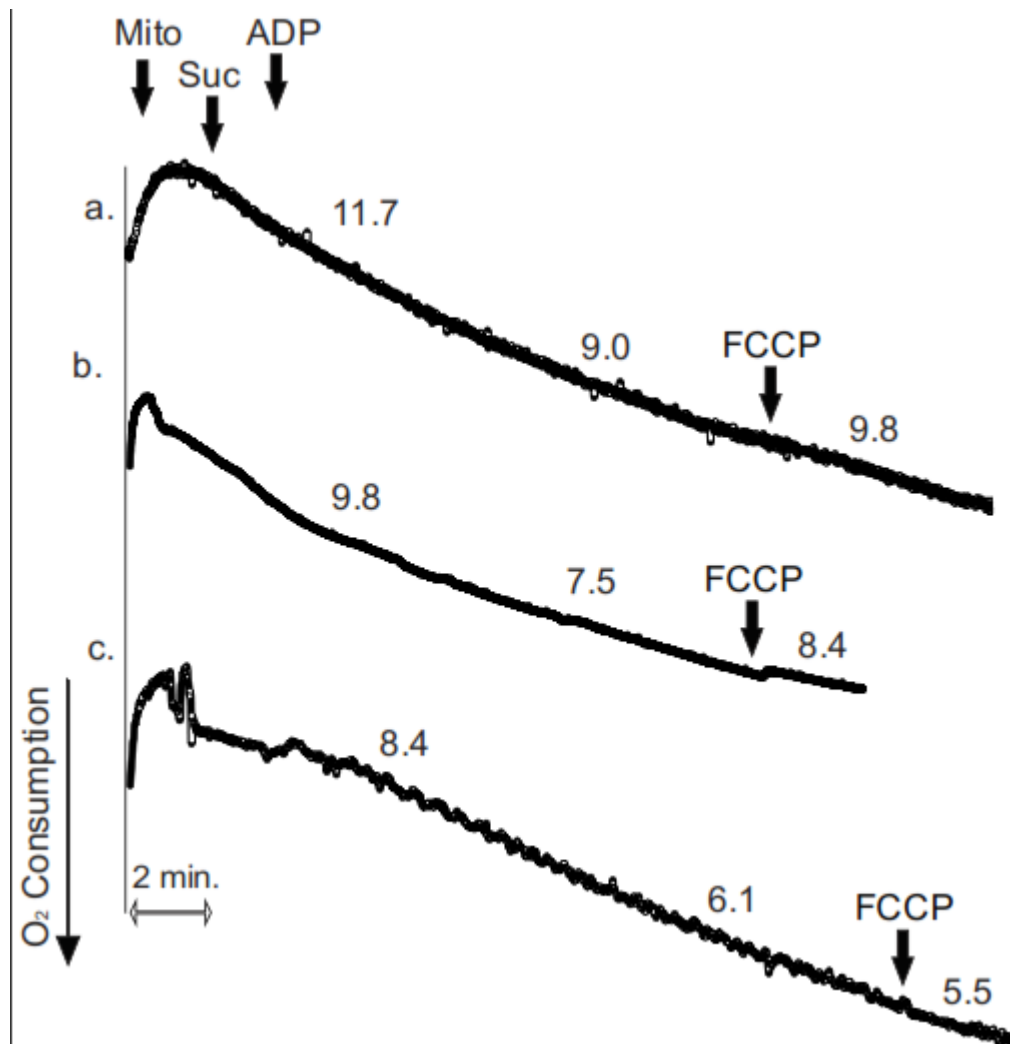 Mito
ADP
Suc
a.
11.7
9.0
FCCP
9.8
b.
9.8
7.5
FCCP
8.4
c.
8.4
6.1
FCCP
5.5
O₂ Consumption
2 min.